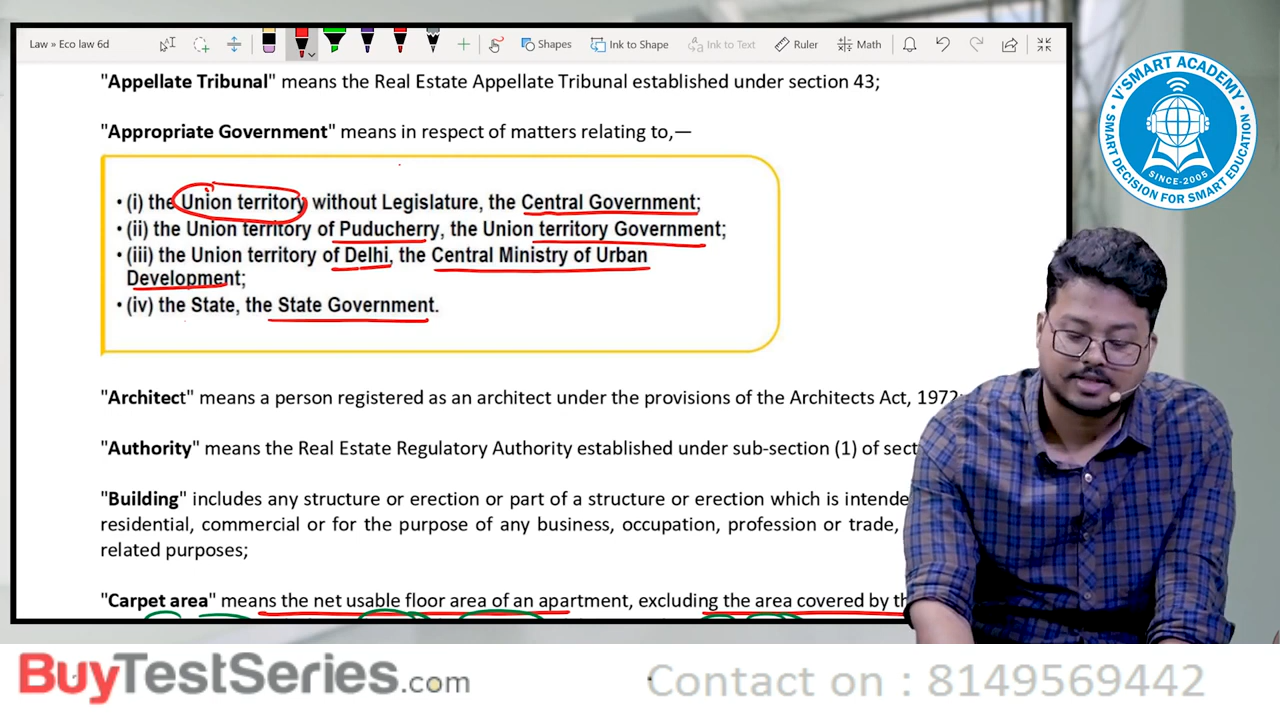 Law » Eco law 6d
Shapes
Ink to Shape
Ink to Text
Ruler
Math
"Appellate Tribunal" means the Real Estate Appellate Tribunal established under section 43;
"Appropriate Government" means in respect of matters relating to,—
• (i) the Union territory without Legislature, the Central Government;
• (ii) the Union territory of Puducherry, the Union territory Government;
• (iii) the Union territory of Delhi, the Central Ministry of Urban
Development;
• (iv) the State, the State Government.
"Architect" means a person registered as an architect under the provisions of the Architects Act, 1972;
"Authority" means the Real Estate Regulatory Authority established under sub-section (1) of
"Building" includes any structure or erection or part of a structure or erection which is
residential, commercial or for the purpose of any business, occupation, profession or trade,
related purposes;
"Carpet area" means the net usable floor area of an apartment, excluding the area covered by
V'SMART ACADEMY
SINCE-2005
SMART DECISION FOR SMART EDUCATION
BuyTestSeries.com
Contact on : 8149569442